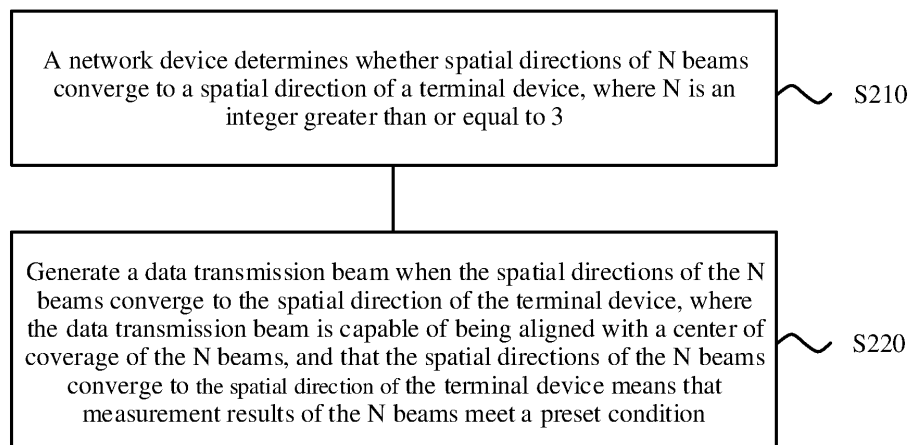 A network device determines whether spatial directions of N beams
converge to a spatial direction of a terminal device, where N is an
integer greater than or equal to 3
S210
Generate a data transmission beam when the spatial directions of the N
beams converge to the spatial direction of the terminal device, where
the data transmission beam is capable of being aligned with a center of
coverage of the N beams, and that the spatial directions of the N beams
converge to the spatial direction of the terminal device means that
measurement results of the N beams meet a preset condition
S220